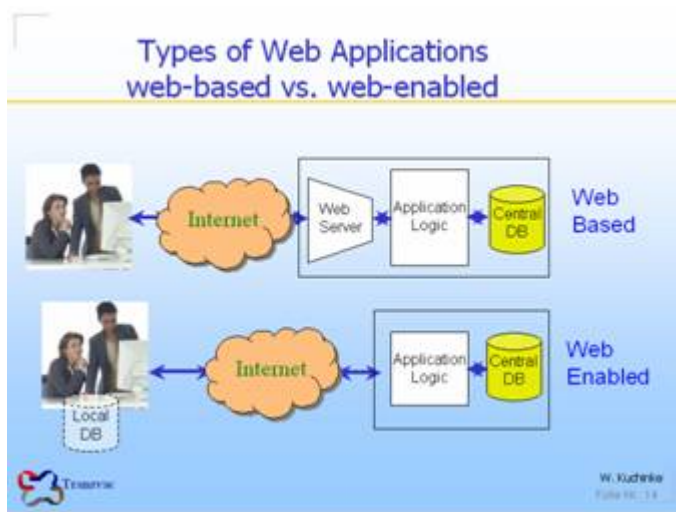 Types of Web Applications
web-based vs. web-enabled
Internet
Web
Server
Application
Logic
Central
DB
Web
Based
Local
DB
Internet
Application
Logic
Central
DB
Web
Enabled
W. Kuchinke